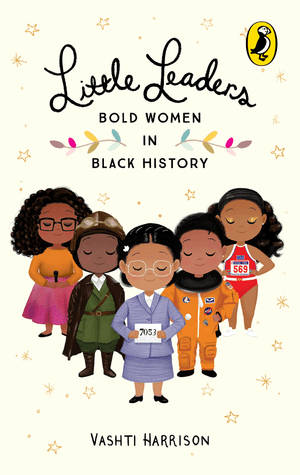 Little Leaders
BOLD WOMEN
IN
BLACK HISTORY
569
7053
VASHTI HARRISON